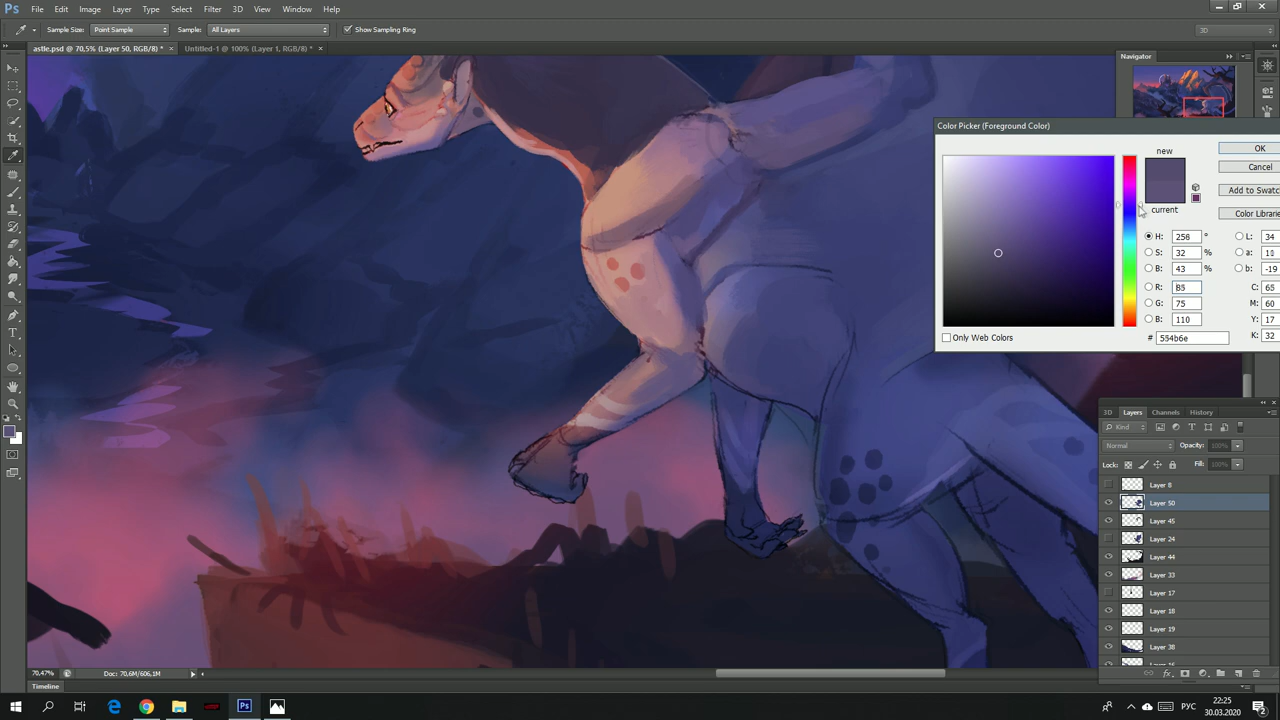 Ps File Edit Image Layer Type Select Filter 3D View Window Help
Sample Size: Point Sample Sample: All Layers Show Sampling Ring 3D
astle.psd @ 70,5% (Layer 50, RGB/8) * × Untitled-1 @ 100% (Layer 1, RGB/8) * ×
Navigator
Color Picker (Foreground Color)
new
OK
Cancel
Add to Swatc
current
Color Librarie
H: 256 ° L: 34
S: 32 % a: 11
B: 43 % b: -19
R: 85 C: 65
G: 75 M: 60
B: 110 Y: 17
Only Web Colors # 554b6e K: 32
3D Layers Channels History
Kind
Normal Opacity: 100%
Lock: Fill: 100%
Layer 8
Layer 50
Layer 45
Layer 24
Layer 44
Layer 33
Layer 17
Layer 18
Layer 19
Layer 38
70,47% Doc: 70,6M/606,1M
Timeline
Ps РУС 22:25
30.03.2020 2